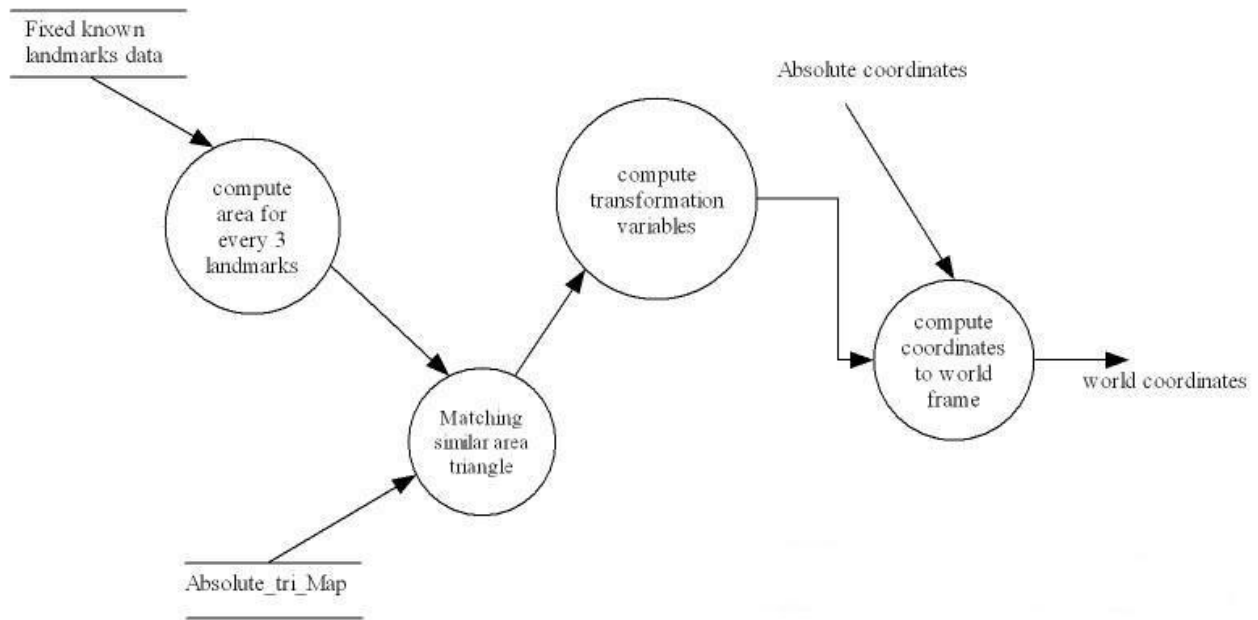 Fixed known
landmarks data
Absolute coordinates
compute
area for
every 3
landmarks
compute
transformation
variables
compute
coordinates
to world
frame
world coordinates
Matching
similar area
triangle
Absolute_tri_Map